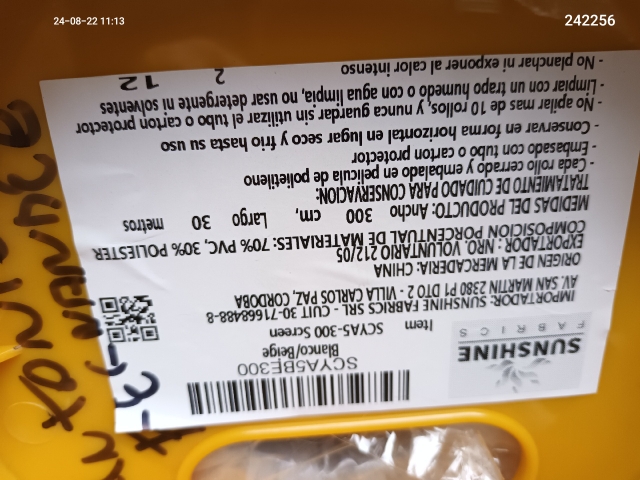 24-08-22 11:13
242256
SUNSHINE
FABRICS
SCYA5BE300
Blanco/Beige
Item SCYA5-300 Screen
IMPORTADOR: SUNSHINE FABRICS SRL - CUIT 30-71668488-8
AV. SAN MARTIN 2380 P1 DTO 2 - VILLA CARLOS PAZ, CORDOBA
ORIGEN DE LA MERCADERIA: CHINA
EXPORTADOR: NRO. VOLUNTARIO 212/05
COMPOSICION PORCENTUAL DE MATERIALES: 70% PVC, 30% POLIESTER
MEDIDAS DEL PRODUCTO: Ancho 300 cm, Largo 30 metros
TRATAMIENTO DE CUIDADO PARA CONSERVACION:
- Cada rollo cerrado y embalado en pelicula de polietileno
- Embasado con tubo o carton protector
- Conservar en forma horizontal en lugar seco y frio hasta su uso
- No apilar mas de 10 rollos, y nunca guardar sin utilizar el tubo o carton protector
- Limpiar con un trapo humedo o con agua limpia, no usar detergente ni solventes
- No planchar ni exponer al calor intenso
2 12